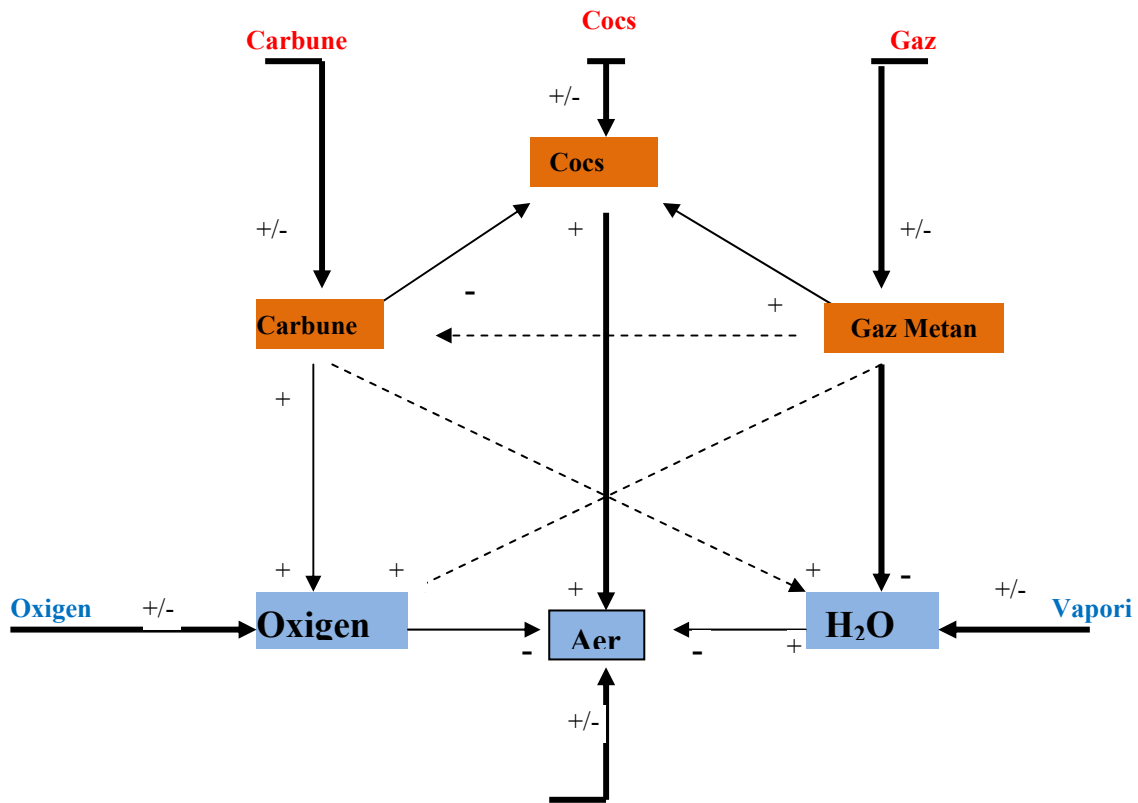 Cocs
Carbune
Gaz
+/-
Cocs
+/-
+
+/-
-
+
Carbune
Gaz Metan
+
+
+
+
+
-
Oxigen
+/-
+/-
Oxigen
Aer
H₂O
Vapori
-
-
+
+/-